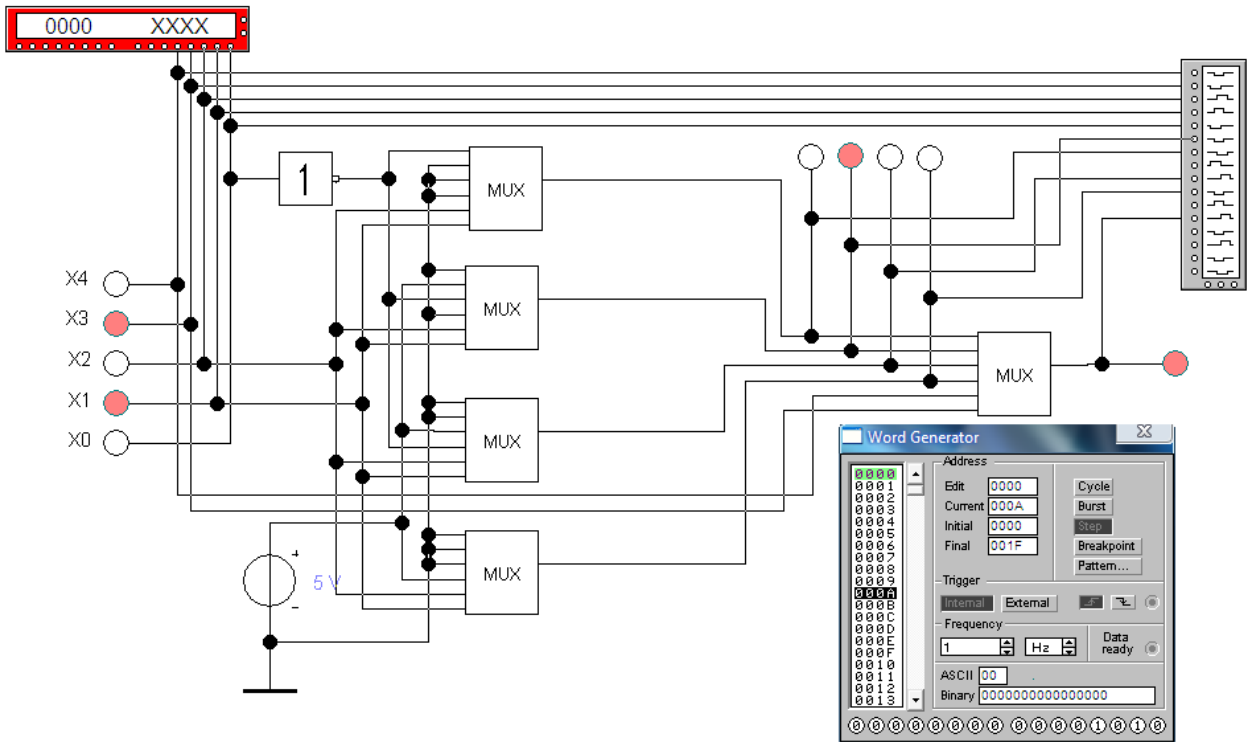 0000 XXXX
1
MUX
MUX
MUX
MUX
MUX
X4
X3
X2
X1
X0
+
5 V
−
Word Generator
0000
0001
0002
0003
0004
0005
0006
0007
0008
0009
000A
000B
000C
000D
000E
000F
0010
0011
0012
0013
Address
Edit 0000
Current 000A
Initial 0000
Final 001F
Cycle
Burst
Step
Breakpoint
Pattern...
Trigger
Internal External
Frequency
1 Hz
Data ready
ASCII 00 .
Binary 0000000000000000
0 0 0 0 0 0 0 0 0 0 0 0 1 0 1 0